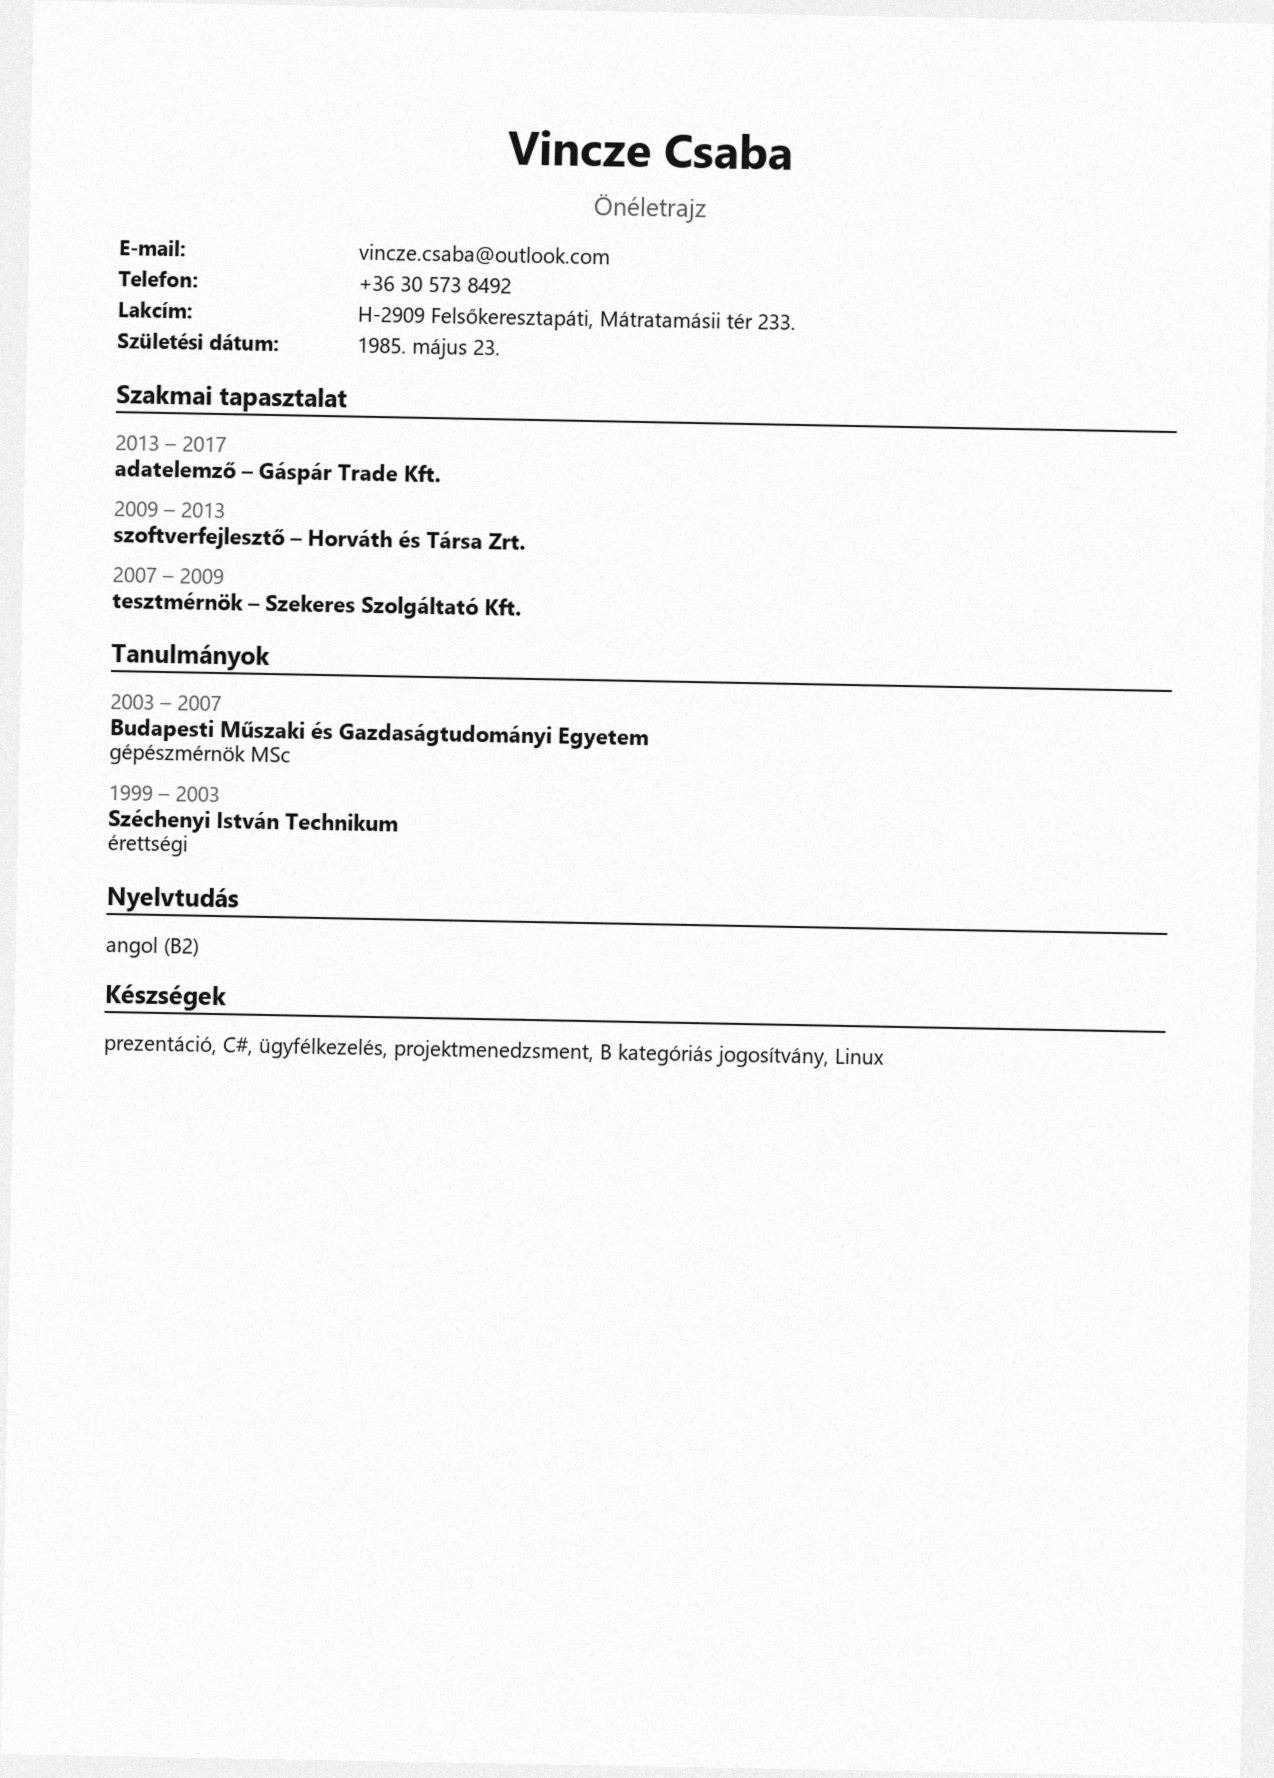 Vincze Csaba
Önéletrajz
E-mail: vincze.csaba@outlook.com
Telefon: +36 30 573 8492
Lakcím: H-2909 Felsőkeresztapáti, Mátratamásii tér 233.
Születési dátum: 1985. május 23.
Szakmai tapasztalat
2013 – 2017
adatelemző – Gáspár Trade Kft.
2009 – 2013
szoftverfejlesztő – Horváth és Társa Zrt.
2007 – 2009
tesztmérnök – Szekeres Szolgáltató Kft.
Tanulmányok
2003 – 2007
Budapesti Műszaki és Gazdaságtudományi Egyetem
gépészmérnök MSc
1999 – 2003
Széchenyi István Technikum
érettségi
Nyelvtudás
angol (B2)
Készségek
prezentáció, C#, ügyfélkezelés, projektmenedzsment, B kategóriás jogosítvány, Linux